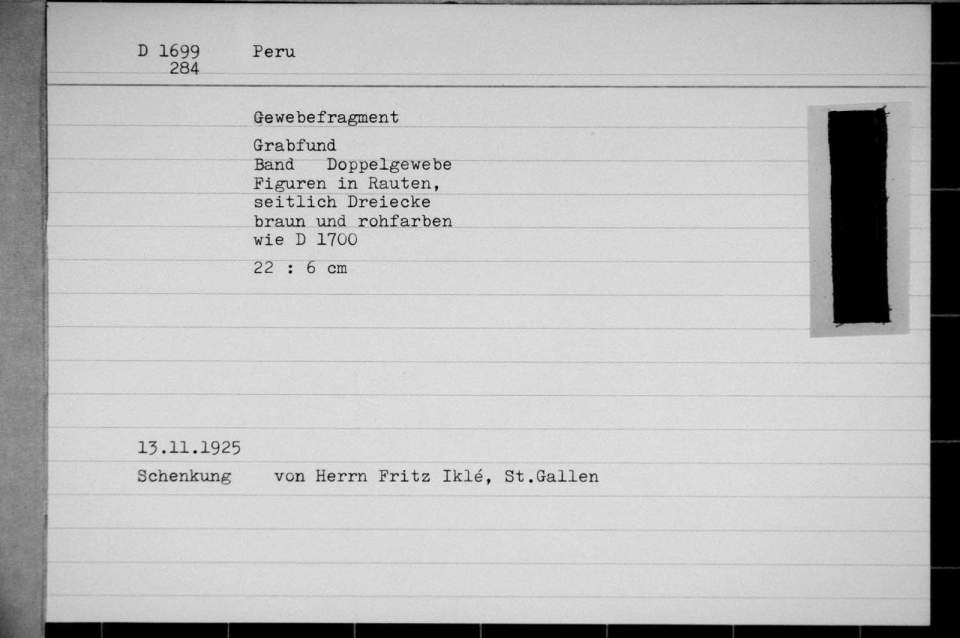 D 1699 Peru
284
Gewebefragment
Grabfund
Band Doppelgewebe
Figuren in Rauten,
seitlich Dreiecke
braun und rohfarben
wie D 1700
22 : 6 cm
13.11.1925
Schenkung von Herrn Fritz Iklé, St.Gallen